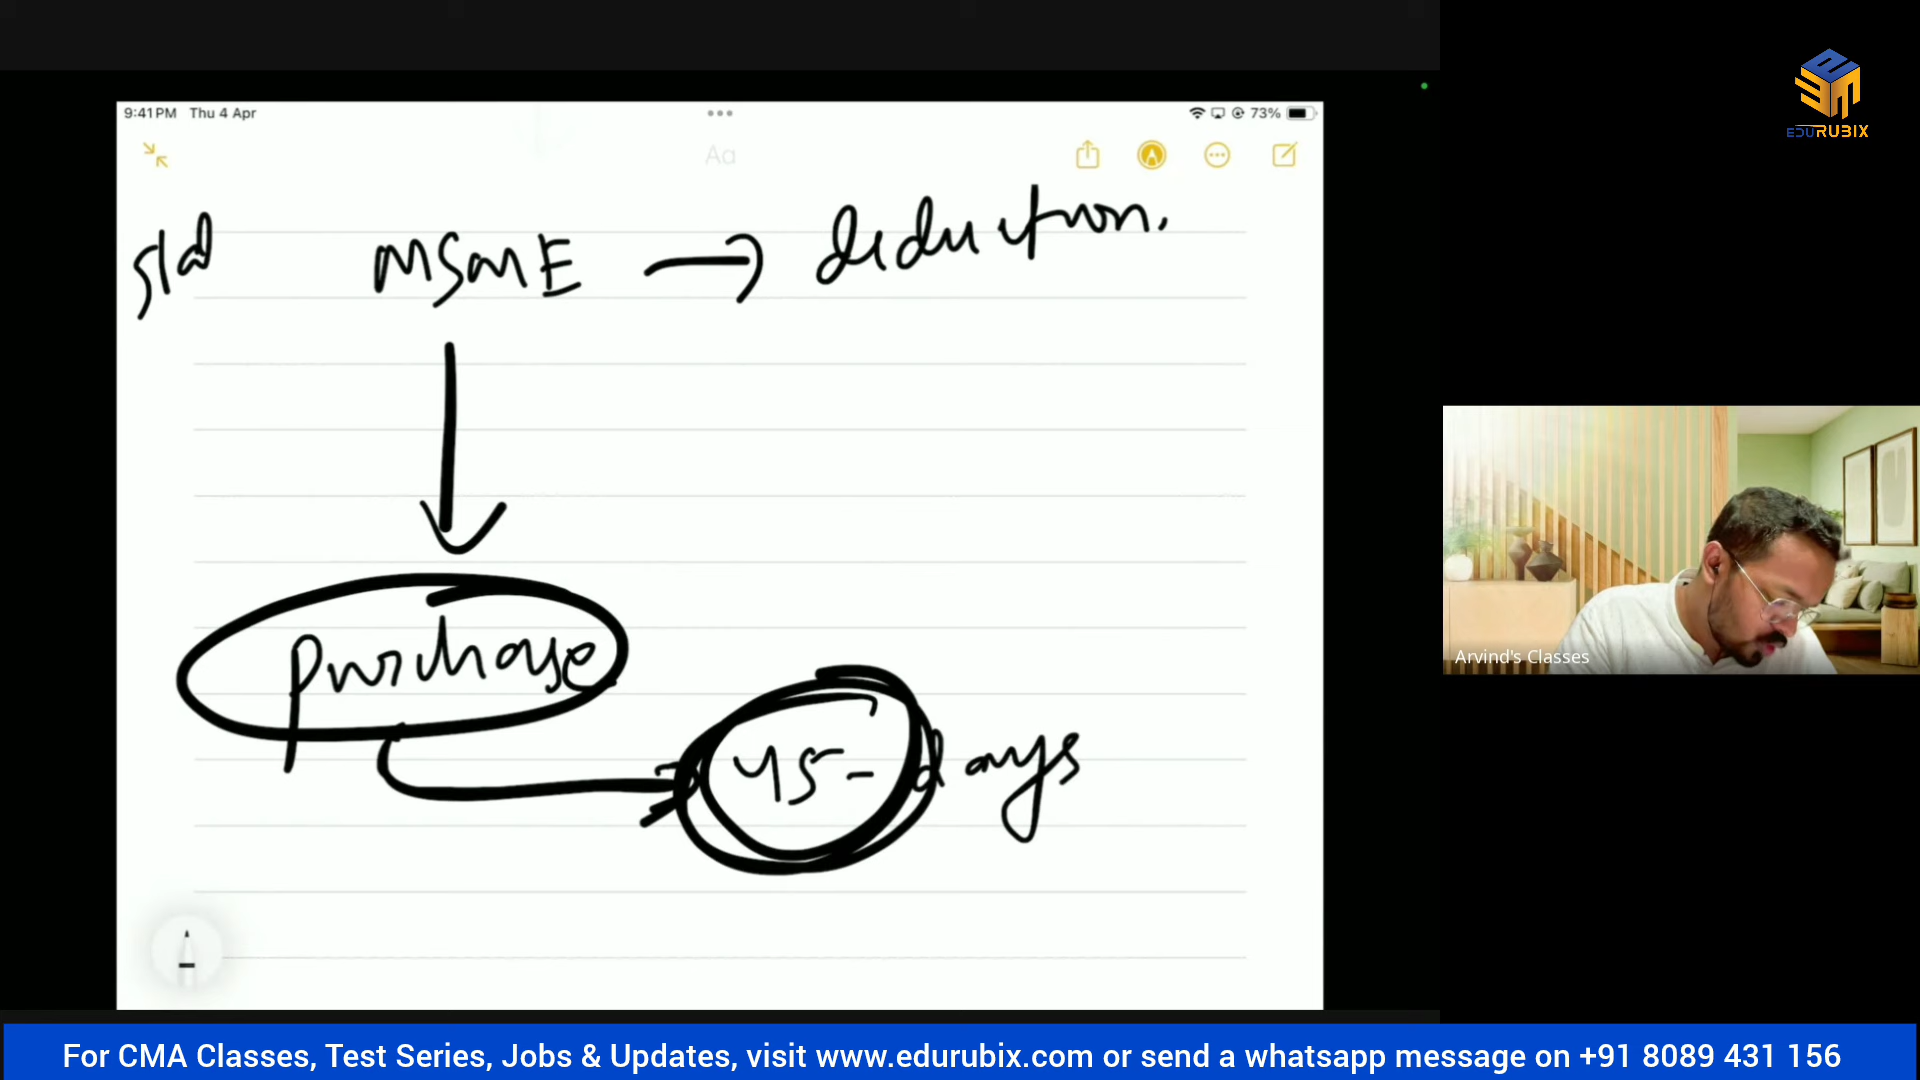 9:41 PM Thu 4 Apr
73%
Aa
EDURUBIX
MSME → deduction.
purchase
45 - days
Arvind's Classes
For CMA Classes, Test Series, Jobs & Updates, visit www.edurubix.com or send a whatsapp message on +91 8089 431 156